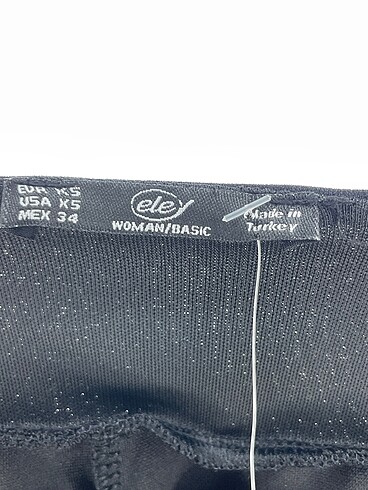 EUR XS
USA XS
MEX 34
eley
WOMAN/BASIC
Made in
Turkey